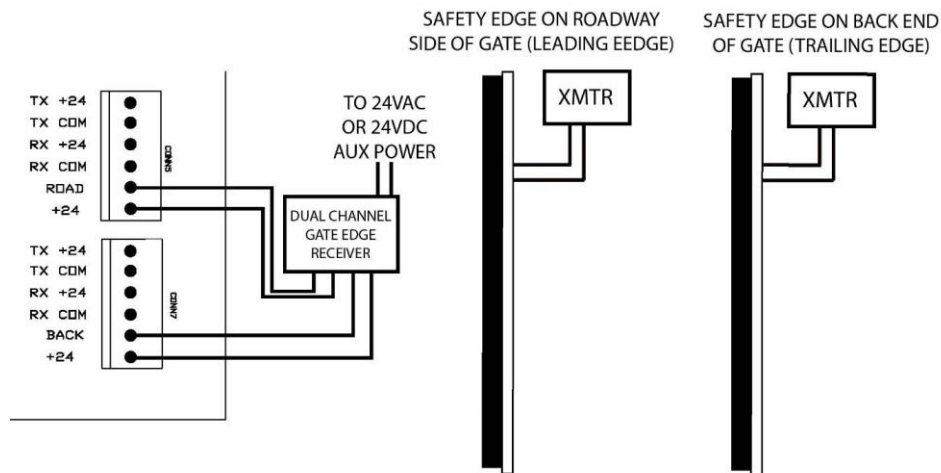 SAFETY EDGE ON ROADWAY
SIDE OF GATE (LEADING EEDGE)
SAFETY EDGE ON BACK END
OF GATE (TRAILING EDGE)
XMTR
XMTR
TO 24VAC
OR 24VDC
AUX POWER
TX +24
TX COM
RX +24
RX COM
ROAD
+24
CONN5
DUAL CHANNEL
GATE EDGE
RECEIVER
TX +24
TX COM
RX +24
RX COM
BACK
+24
CONN7